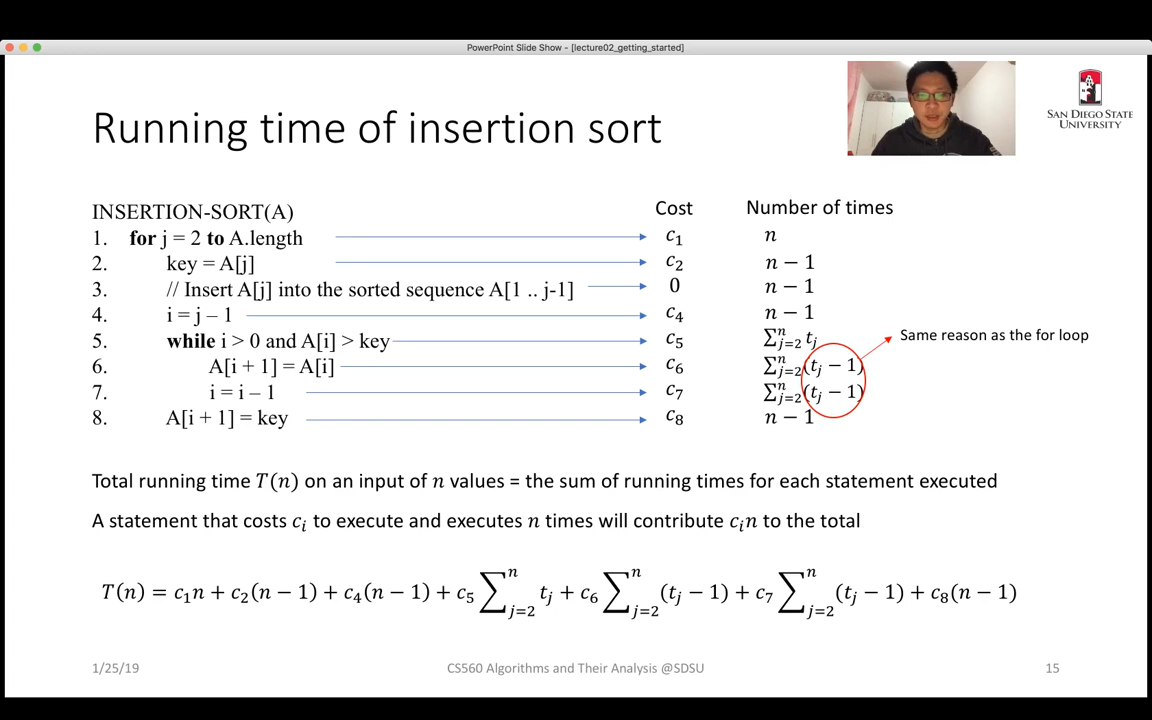 PowerPoint Slide Show - [lecture02_getting_started]
SAN DIEGO STATE
UNIVERSITY
Running time of insertion sort
INSERTION-SORT(A) Cost Number of times
1. for j = 2 to A.length c₁ n
2. key = A[j] c₂ n − 1
3. // Insert A[j] into the sorted sequence A[1 .. j-1] 0 n − 1
4. i = j – 1 c₄ n − 1
5. while i > 0 and A[i] > key c₅ ∑ⁿⱼ₌₂ tⱼ Same reason as the for loop
6. A[i + 1] = A[i] c₆ ∑ⁿⱼ₌₂(tⱼ − 1)
7. i = i – 1 c₇ ∑ⁿⱼ₌₂(tⱼ − 1)
8. A[i + 1] = key c₈ n − 1
Total running time T(n) on an input of n values = the sum of running times for each statement executed
A statement that costs cᵢ to execute and executes n times will contribute cᵢn to the total
T(n) = c₁n + c₂(n − 1) + c₄(n − 1) + c₅ ∑ⁿⱼ₌₂ tⱼ + c₆ ∑ⁿⱼ₌₂ (tⱼ − 1) + c₇ ∑ⁿⱼ₌₂ (tⱼ − 1) + c₈(n − 1)
1/25/19 CS560 Algorithms and Their Analysis @SDSU 15